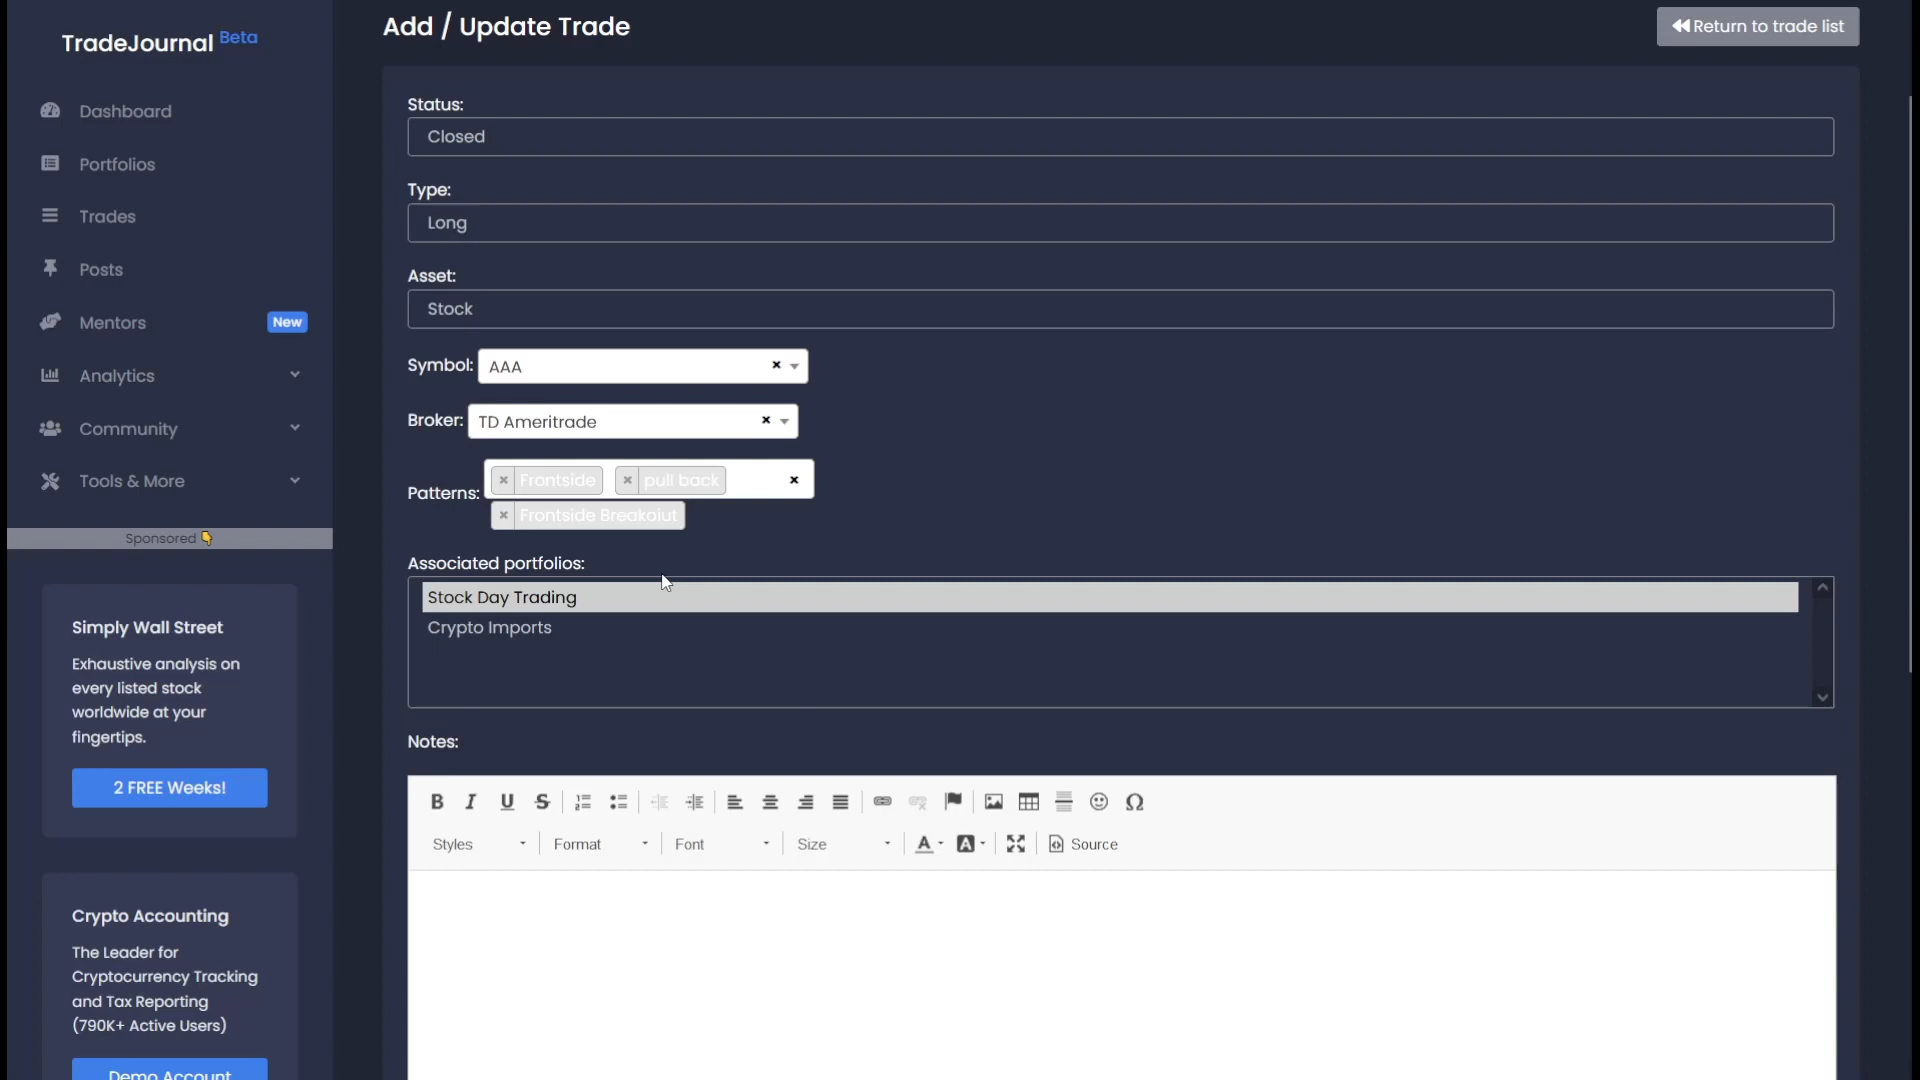 TradeJournal Beta
Dashboard
Portfolios
Trades
Posts
Mentors
New
Analytics
Community
Tools & More
Sponsored
Simply Wall Street
Exhaustive analysis on
every listed stock
worldwide at your
fingertips.
2 FREE Weeks!
Crypto Accounting
The Leader for
Cryptocurrency Tracking
and Tax Reporting
(790K+ Active Users)
Demo Account
Add / Update Trade
Return to trade list
Status:
Closed
Type:
Long
Asset:
Stock
Symbol: AAA
Broker: TD Ameritrade
Patterns:
× Frontside × pull back ×
× Frontside Breakoiut
Associated portfolios:
Stock Day Trading
Crypto Imports
Notes:
Styles Format Font Size Source